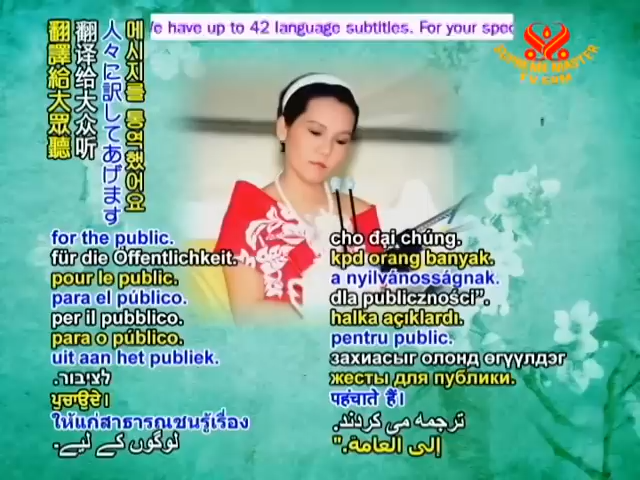 We have up to 42 language subtitles. For your spec
SUPREME MASTER
TV.COM
翻譯給大眾聽
翻译给大众听
人々に訳してあげます
메시지를 통역했어요
for the public.
für die Öffentlichkeit.
pour le public.
para el público.
per il pubblico.
para o público.
uit aan het publiek.
לציבור.
ਪੁਚਾਉਦੇ।
ให้แก่สาธารณชนรู้เรื่อง
لوگوں کے لیے.
cho đại chúng.
kpd orang banyak.
a nyilvánosságnak.
dla publiczności”.
halka açıklardı.
pentru public.
захиасыг олонд өгүүлдэг
жесты для публики.
पहंचाते हैं।
ترجمه می کردند.
إلى العامة."